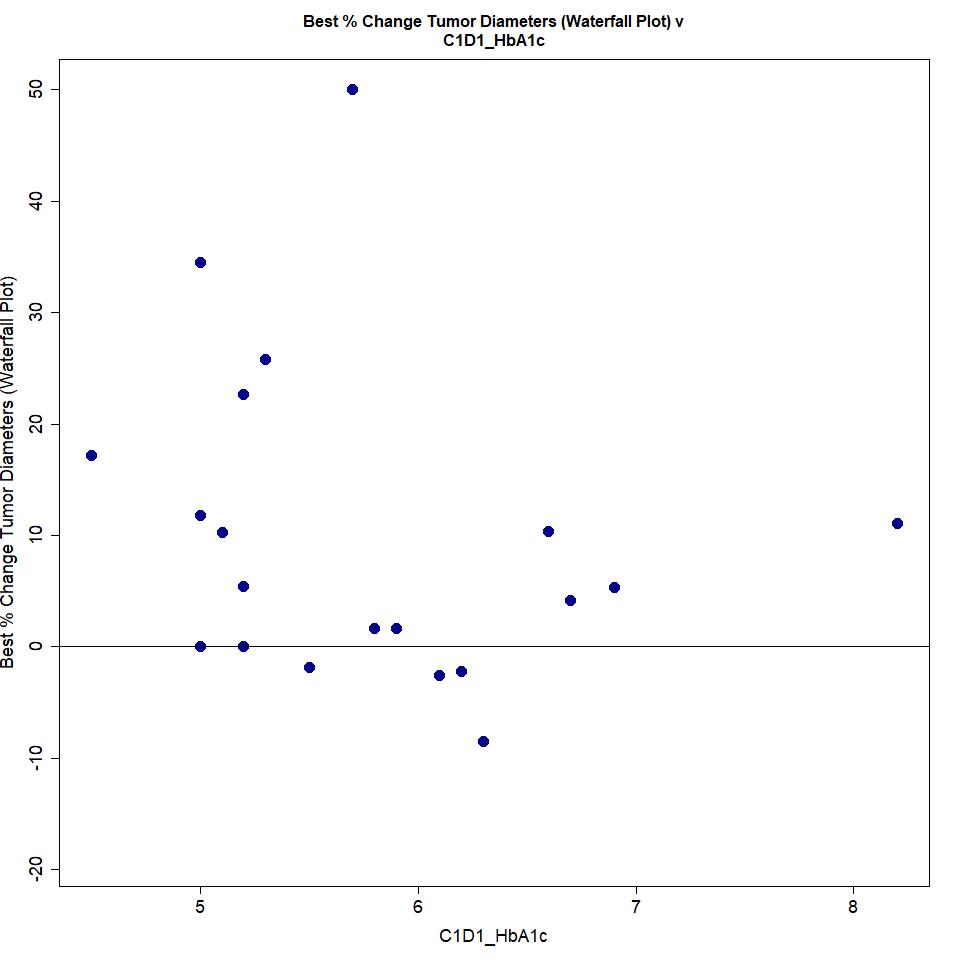 Best % Change Tumor Diameters (Waterfall Plot) v
C1D1_HbA1c
Best % Change Tumor Diameters (Waterfall Plot)
50
40
30
20
10
0
-10
-20
5 6 7 8
C1D1_HbA1c